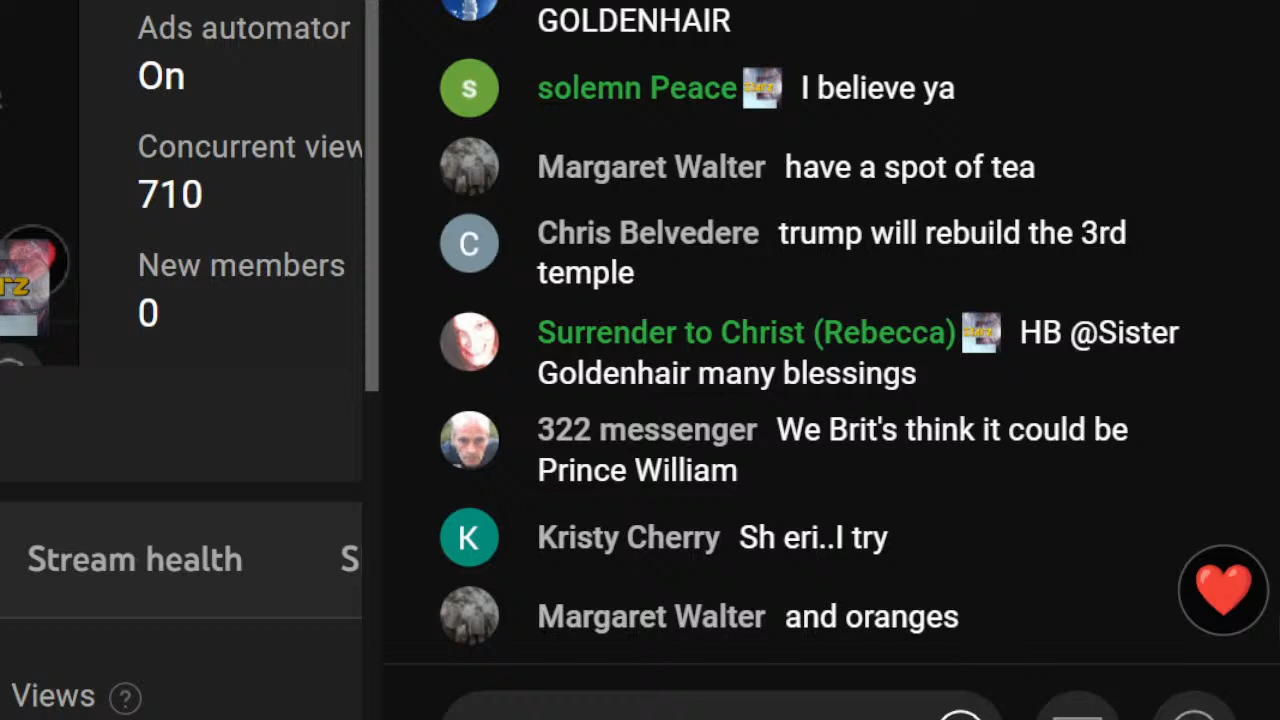 Ads automator
On
Concurrent view
710
New members
0
Stream health
S
Views ?
GOLDENHAIR
s solemn Peace I believe ya
Margaret Walter have a spot of tea
C Chris Belvedere trump will rebuild the 3rd
temple
Surrender to Christ (Rebecca) HB @Sister
Goldenhair many blessings
322 messenger We Brit's think it could be
Prince William
K Kristy Cherry Sh eri..I try
Margaret Walter and oranges